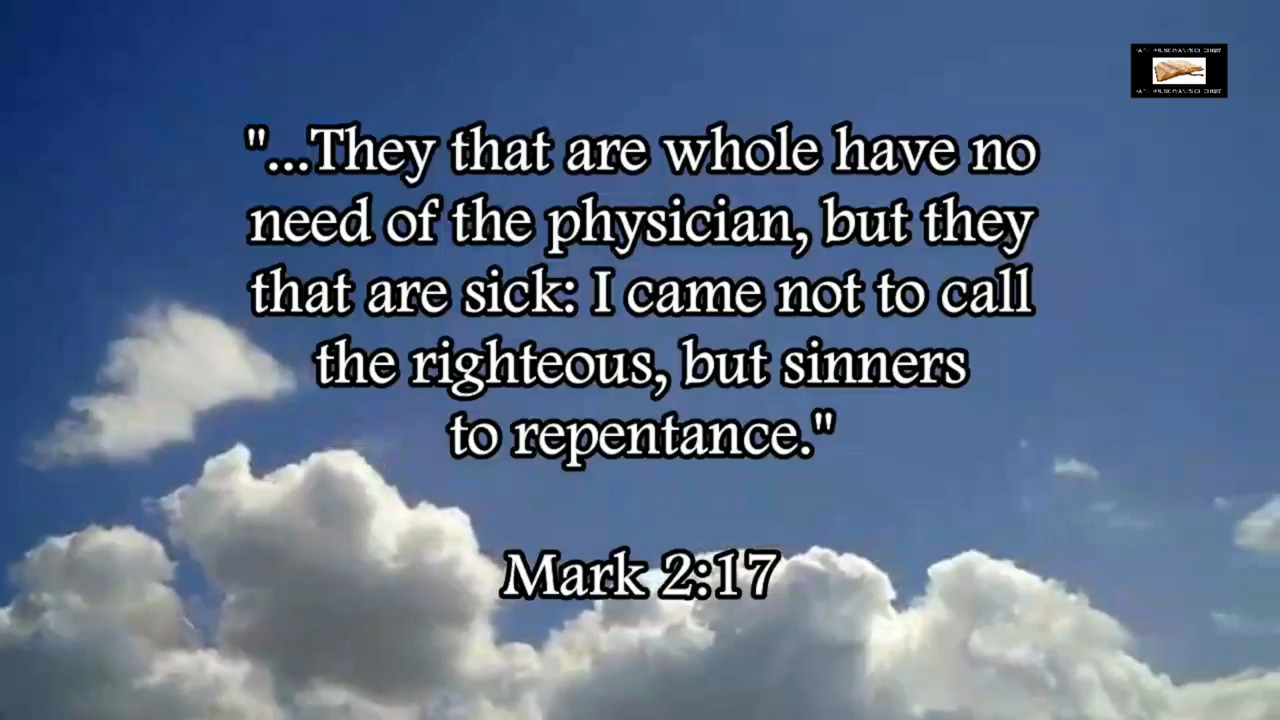 "...They that are whole have no
need of the physician, but they
that are sick: I came not to call
the righteous, but sinners
to repentance."
Mark 2:17